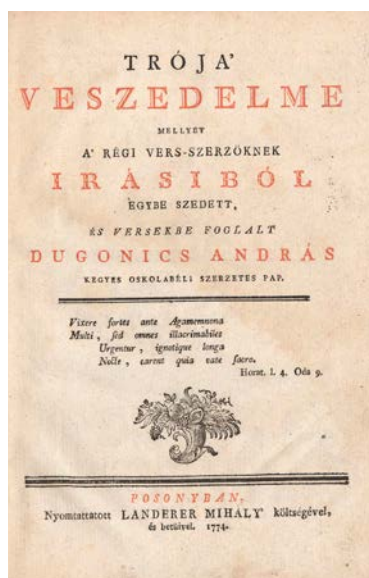 TRÓJA'
VESZEDELME
MELLYET
A' RÉGI VERS-SZERZŐKNEK
IRÁSIBÓL
EGYBE SZEDETT,
ÉS VERSEKBE FOGLALT
DUGONICS ANDRÁS
KEGYES OSKOLABÉLI SZERZETES PAP.
Vixere fortes ante Agamemnona
Multi, sed omnes illacrimabiles
Urgentur, ignotique longa
Nocte, carent quia vate sacro.
Horat. l. 4. Oda 9.
POSONYBAN,
Nyomtattatott LANDERER MIHALY' költségével,
és betűivel. 1774.